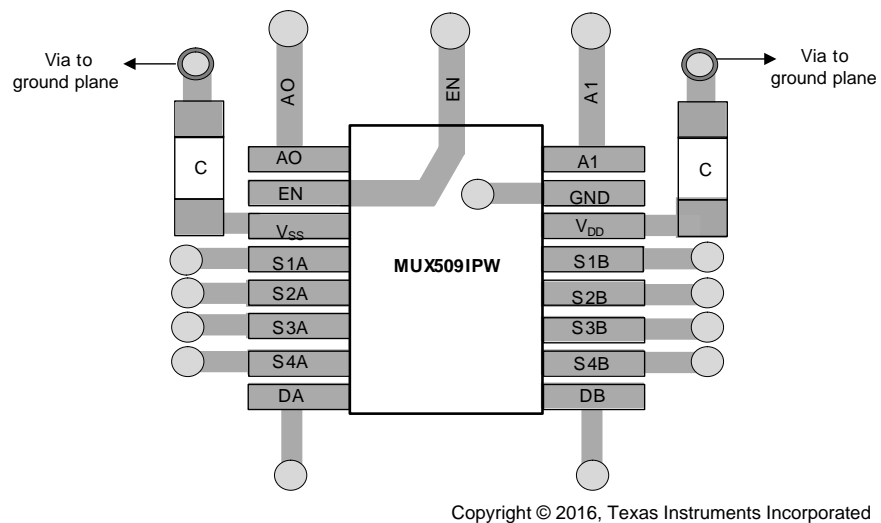 Via to
ground plane
Via to
ground plane
AO
EN
A1
C
C
AO
A1
EN
GND
VSS
VDD
S1A
MUX509IPW
S1B
S2A
S2B
S3A
S3B
S4A
S4B
DA
DB
Copyright © 2016, Texas Instruments Incorporated